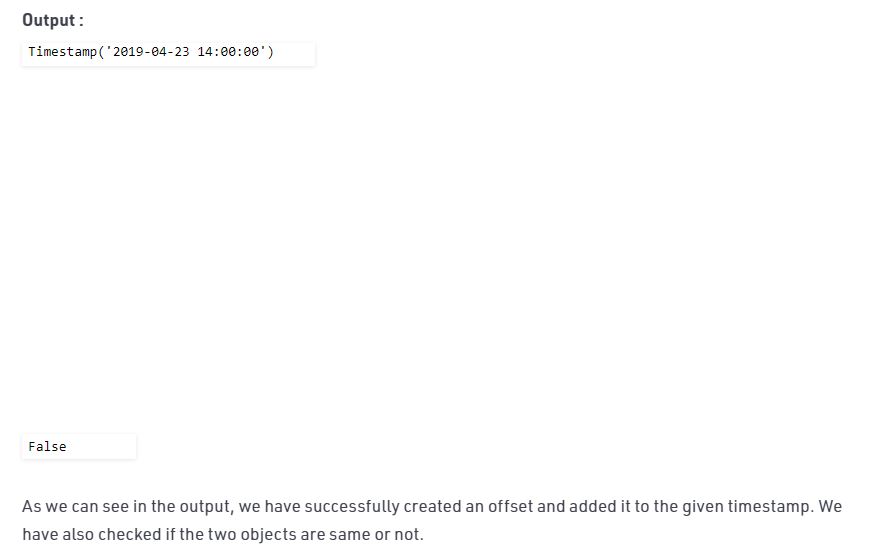 Output :
Timestamp('2019-04-23 14:00:00')
False
As we can see in the output, we have successfully created an offset and added it to the given timestamp. We
have also checked if the two objects are same or not.